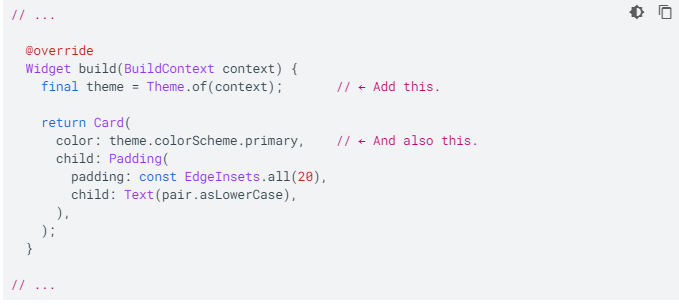 // ...
@override
Widget build(BuildContext context) {
final theme = Theme.of(context);       // ← Add this.
return Card(
color: theme.colorScheme.primary,    // ← And also this.
child: Padding(
padding: const EdgeInsets.all(20),
child: Text(pair.asLowerCase),
),
);
}
// ...